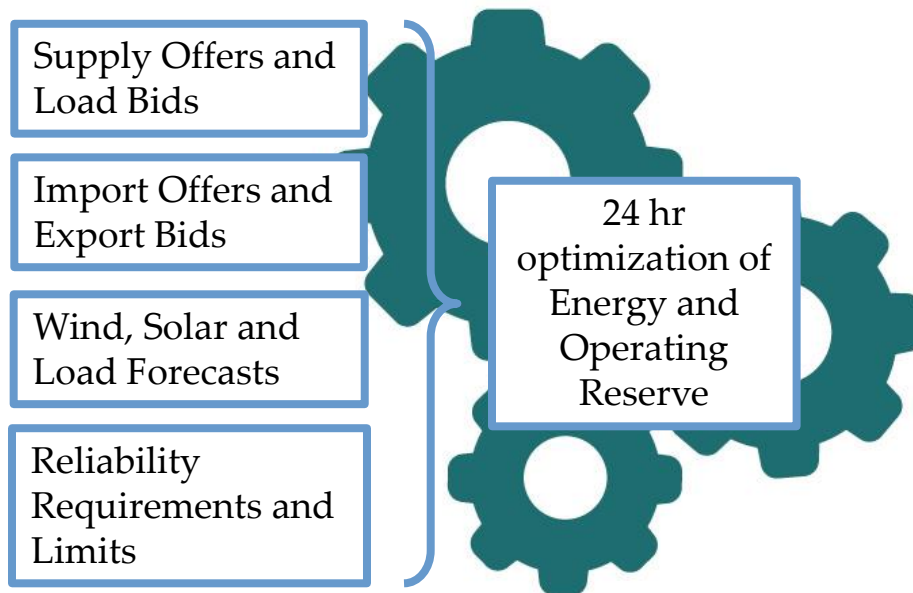 Supply Offers and
Load Bids
Import Offers and
Export Bids
Wind, Solar and
Load Forecasts
Reliability
Requirements and
Limits
24 hr
optimization of
Energy and
Operating
Reserve